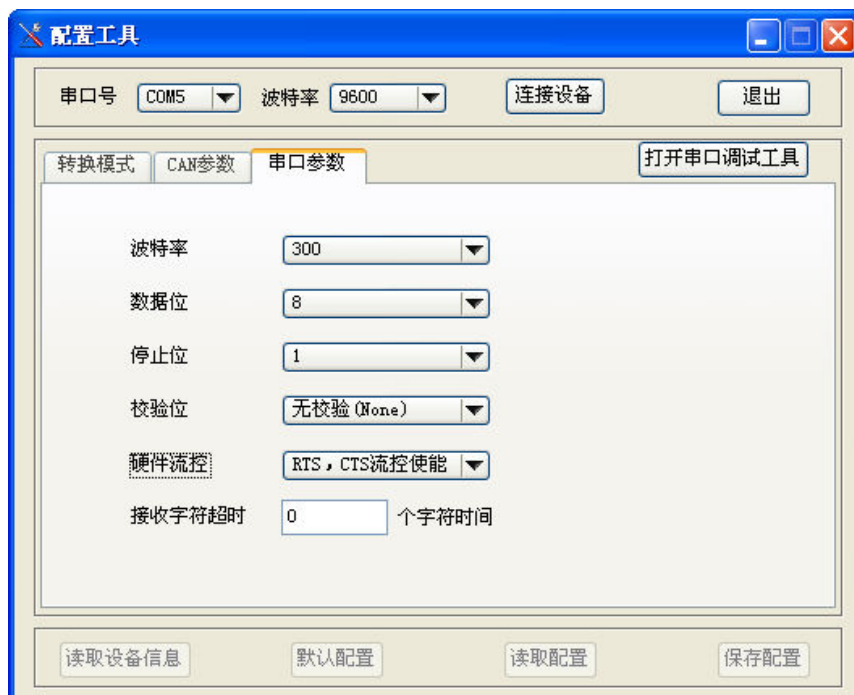 配置工具
串口号 COM5 波特率 9600 连接设备 退出
转换模式 CAN参数 串口参数 打开串口调试工具
波特率 300
数据位 8
停止位 1
校验位 无校验(None)
硬件流控 RTS，CTS流控使能
接收字符超时 0 个字符时间
读取设备信息 默认配置 读取配置 保存配置